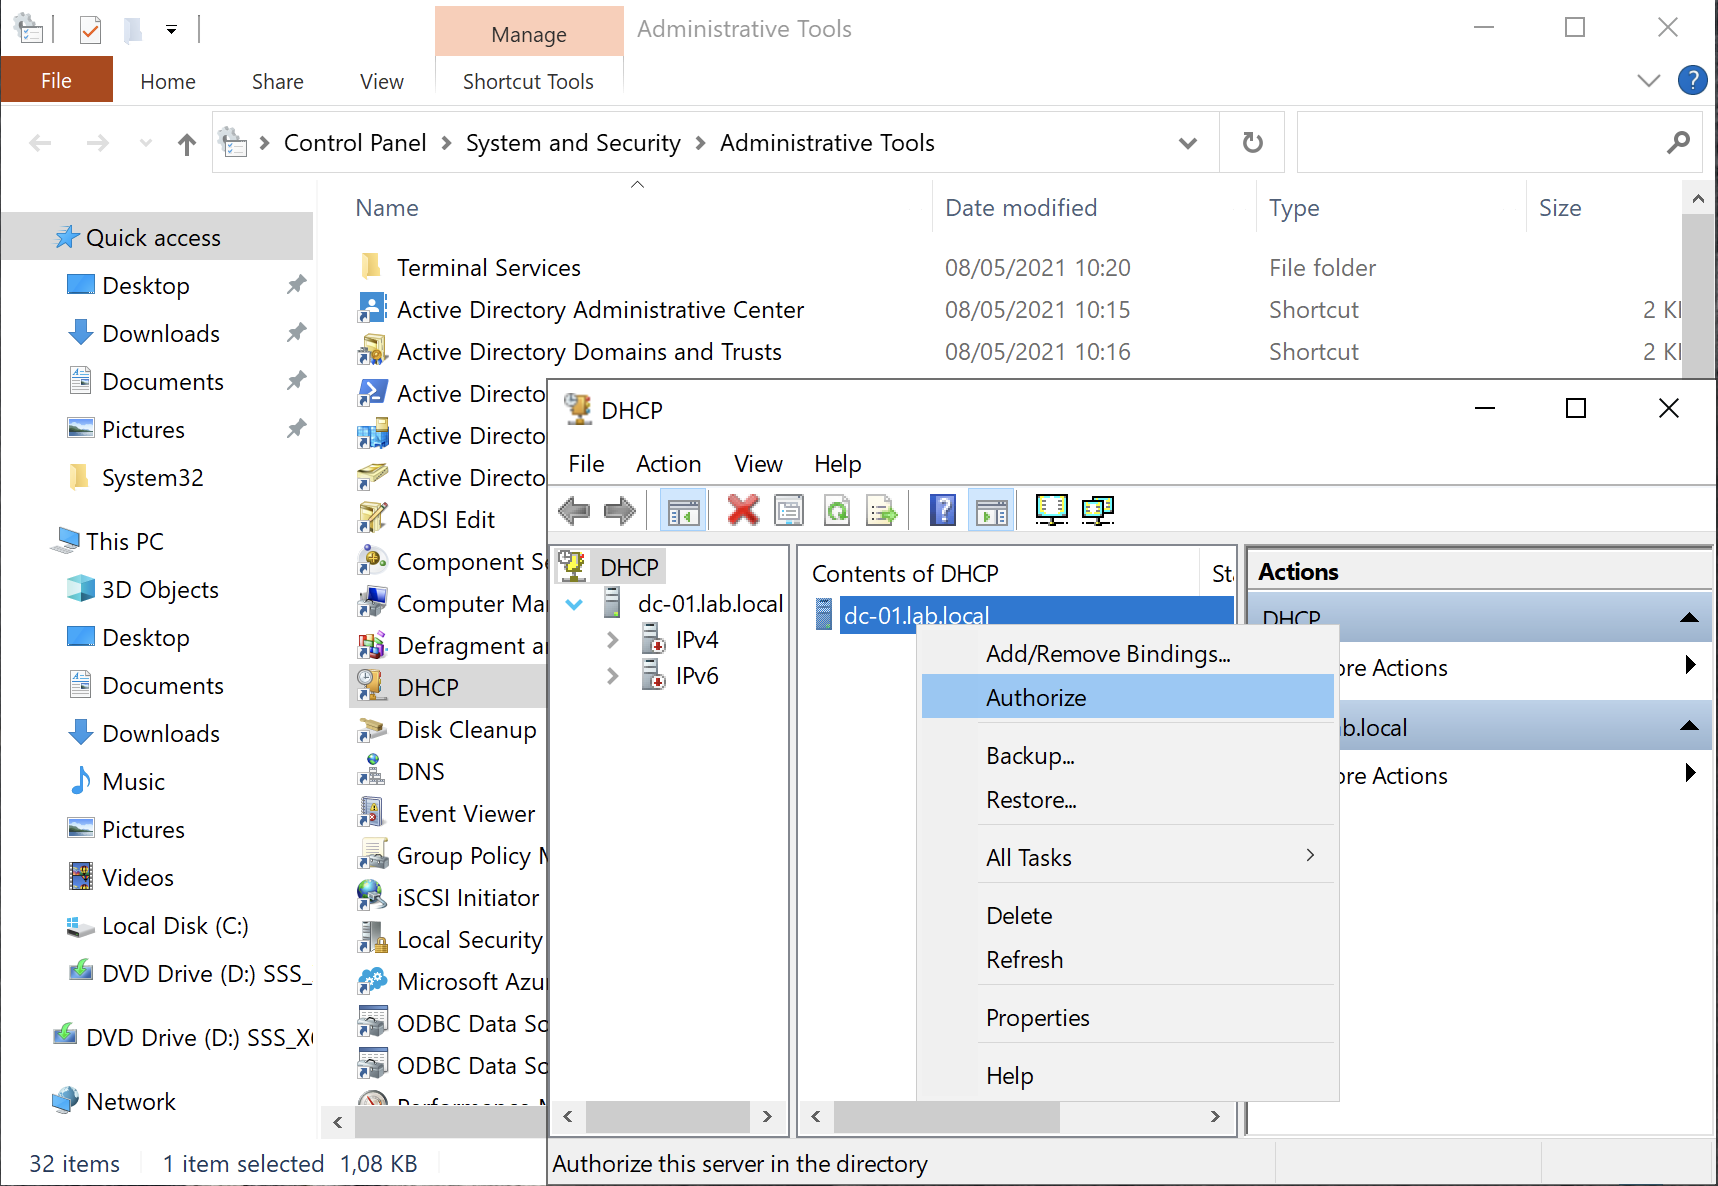 Manage
Administrative Tools
File
Home
Share
View
Shortcut Tools
?
Control Panel
System and Security
Administrative Tools
Name
Date modified
Type
Size
Quick access
Desktop
Downloads
Documents
Pictures
System32
This PC
3D Objects
Desktop
Documents
Downloads
Music
Pictures
Videos
Local Disk (C:)
DVD Drive (D:) SSS_
DVD Drive (D:) SSS_X
Network
Terminal Services 08/05/2021 10:20 File folder
Active Directory Administrative Center 08/05/2021 10:15 Shortcut 2 K
Active Directory Domains and Trusts 08/05/2021 10:16 Shortcut 2 K
Active Directo
Active Directo
Active Directo
ADSI Edit
Component Se
Computer Ma
Defragment a
DHCP
Disk Cleanup
DNS
Event Viewer
Group Policy M
iSCSI Initiator
Local Security
Microsoft Azu
ODBC Data So
ODBC Data So
Performance M
32 items
1 item selected 1,08 KB
DHCP
File
Action
View
Help
?
DHCP
dc-01.lab.local
IPv4
IPv6
Contents of DHCP
St
dc-01.lab.local
Actions
DHCP
ore Actions
b.local
ore Actions
Add/Remove Bindings...
Authorize
Backup...
Restore...
All Tasks
Delete
Refresh
Properties
Help
Authorize this server in the directory